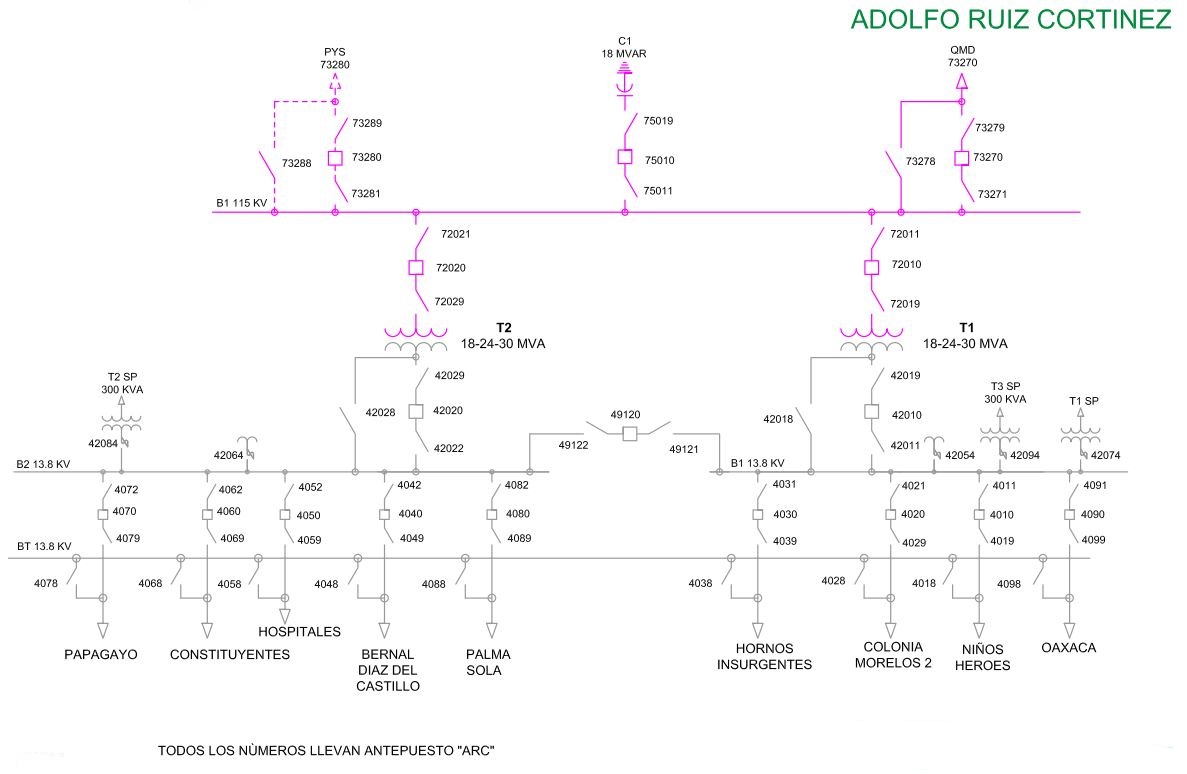 ADOLFO RUIZ CORTINEZ
PYS
73280
C1
18 MVAR
QMD
73270
73289
73288
73280
73281
75019
75010
75011
73279
73278
73270
73271
B1 115 KV
72021
72020
72029
72011
72010
72019
T2
18-24-30 MVA
T1
18-24-30 MVA
T2 SP
300 KVA
42029
42028
42020
42022
49120
49122
49121
42019
42018
42010
42011
T3 SP
300 KVA
T1 SP
42084
42064
42054
42094
42074
B2 13.8 KV
B1 13.8 KV
4072
4070
4079
4062
4060
4069
4052
4050
4059
4042
4040
4049
4082
4080
4089
4031
4030
4039
4021
4020
4029
4011
4010
4019
4091
4090
4099
BT 13.8 KV
4078
4068
4058
4048
4088
4038
4028
4018
4098
PAPAGAYO
CONSTITUYENTES
HOSPITALES
BERNAL
DIAZ DEL
CASTILLO
PALMA
SOLA
HORNOS
INSURGENTES
COLONIA
MORELOS 2
NIÑOS
HEROES
OAXACA
TODOS LOS NÙMEROS LLEVAN ANTEPUESTO "ARC"